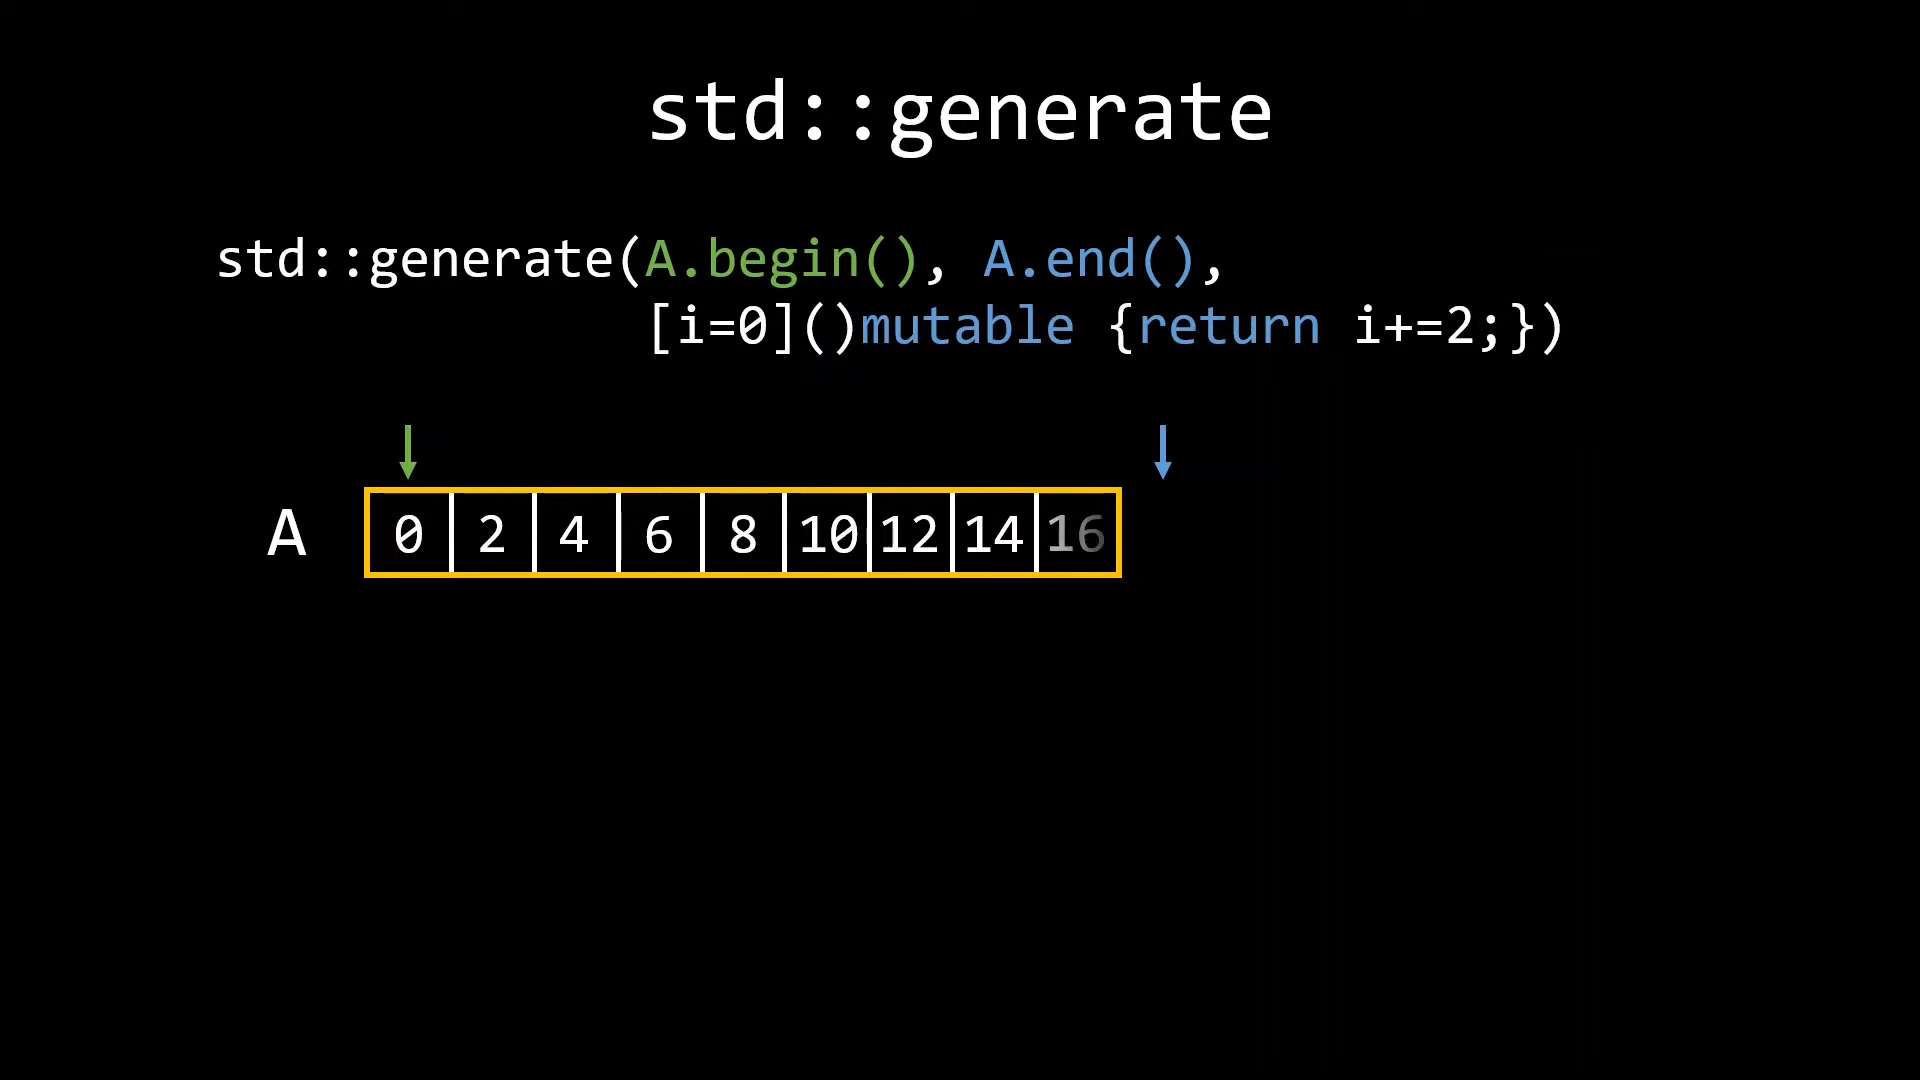 std::generate
std::generate(A.begin(), A.end(),
[i=0]()mutable {return i+=2;})
A 0 2 4 6 8 10 12 14 16